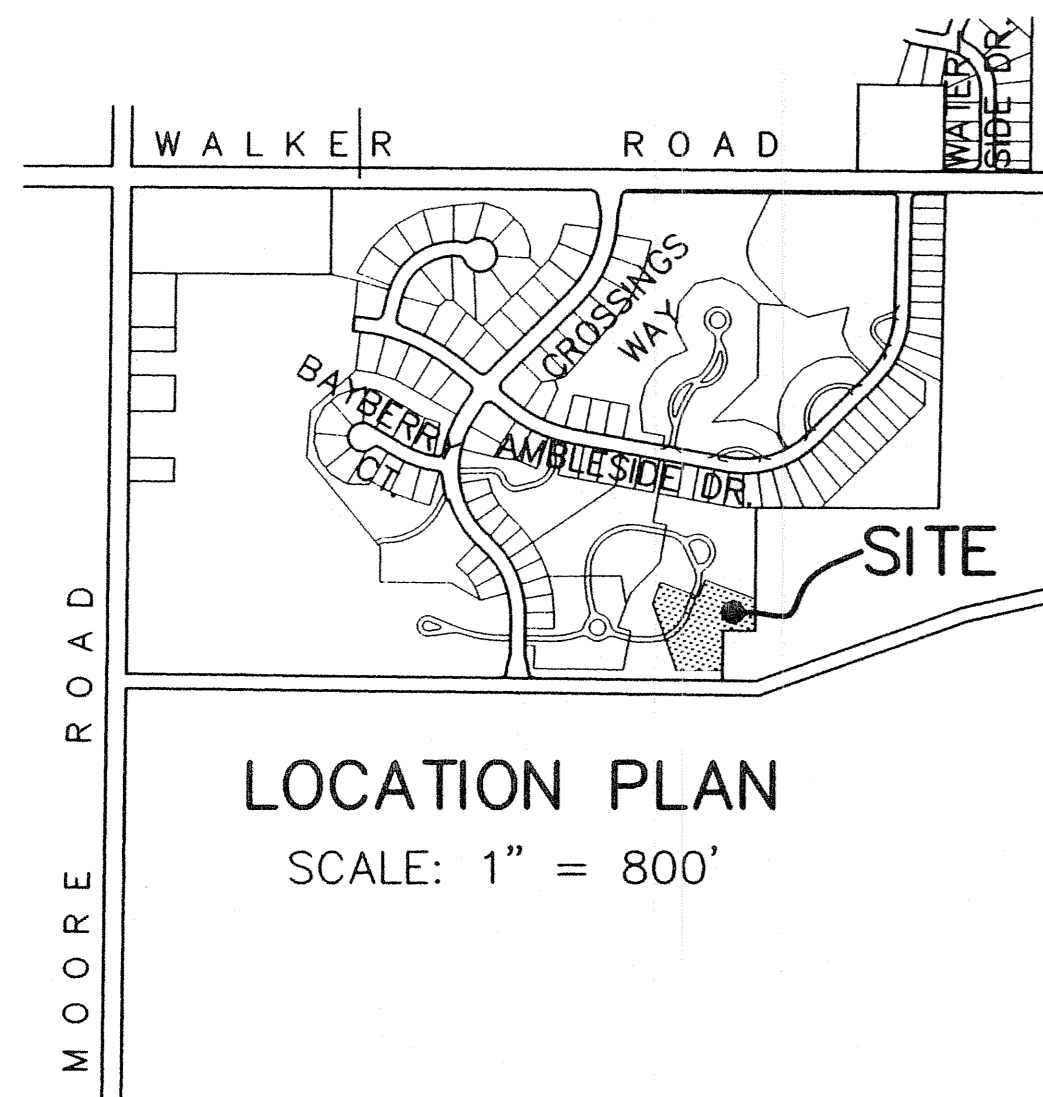 WATER
SIDE DR.
WALKER ROAD
CROSSINGS
WAY
BAYBERRY
CT.
AMBLESIDE DR.
SITE
MOORE ROAD
LOCATION PLAN
SCALE: 1" = 800'